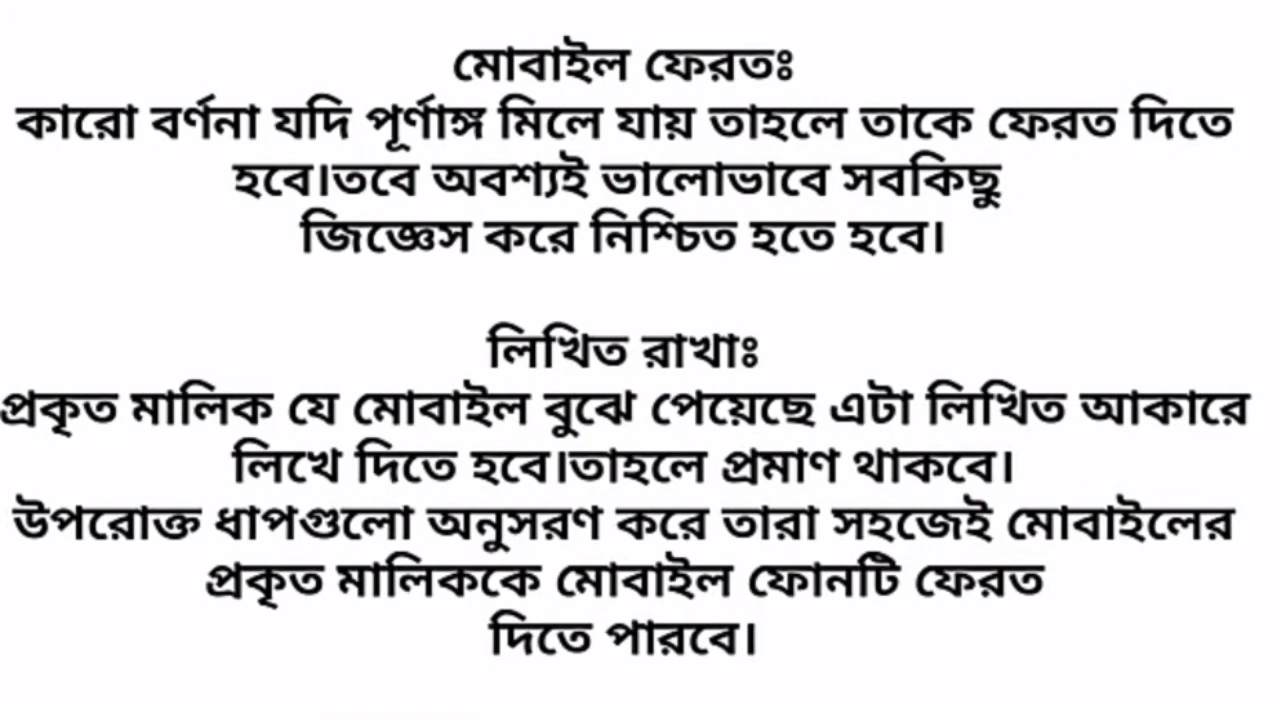 মোবাইল ফেরতঃ
কারো বর্ণনা যদি পূর্ণাঙ্গ মিলে যায় তাহলে তাকে ফেরত দিতে
হবে।তবে অবশ্যই ভালোভাবে সবকিছু
জিজ্ঞেস করে নিশ্চিত হতে হবে।
লিখিত রাখাঃ
প্রকৃত মালিক যে মোবাইল বুঝে পেয়েছে এটা লিখিত আকারে
লিখে দিতে হবে।তাহলে প্রমাণ থাকবে।
উপরোক্ত ধাপগুলো অনুসরণ করে তারা সহজেই মোবাইলের
প্রকৃত মালিককে মোবাইল ফোনটি ফেরত
দিতে পারবে।